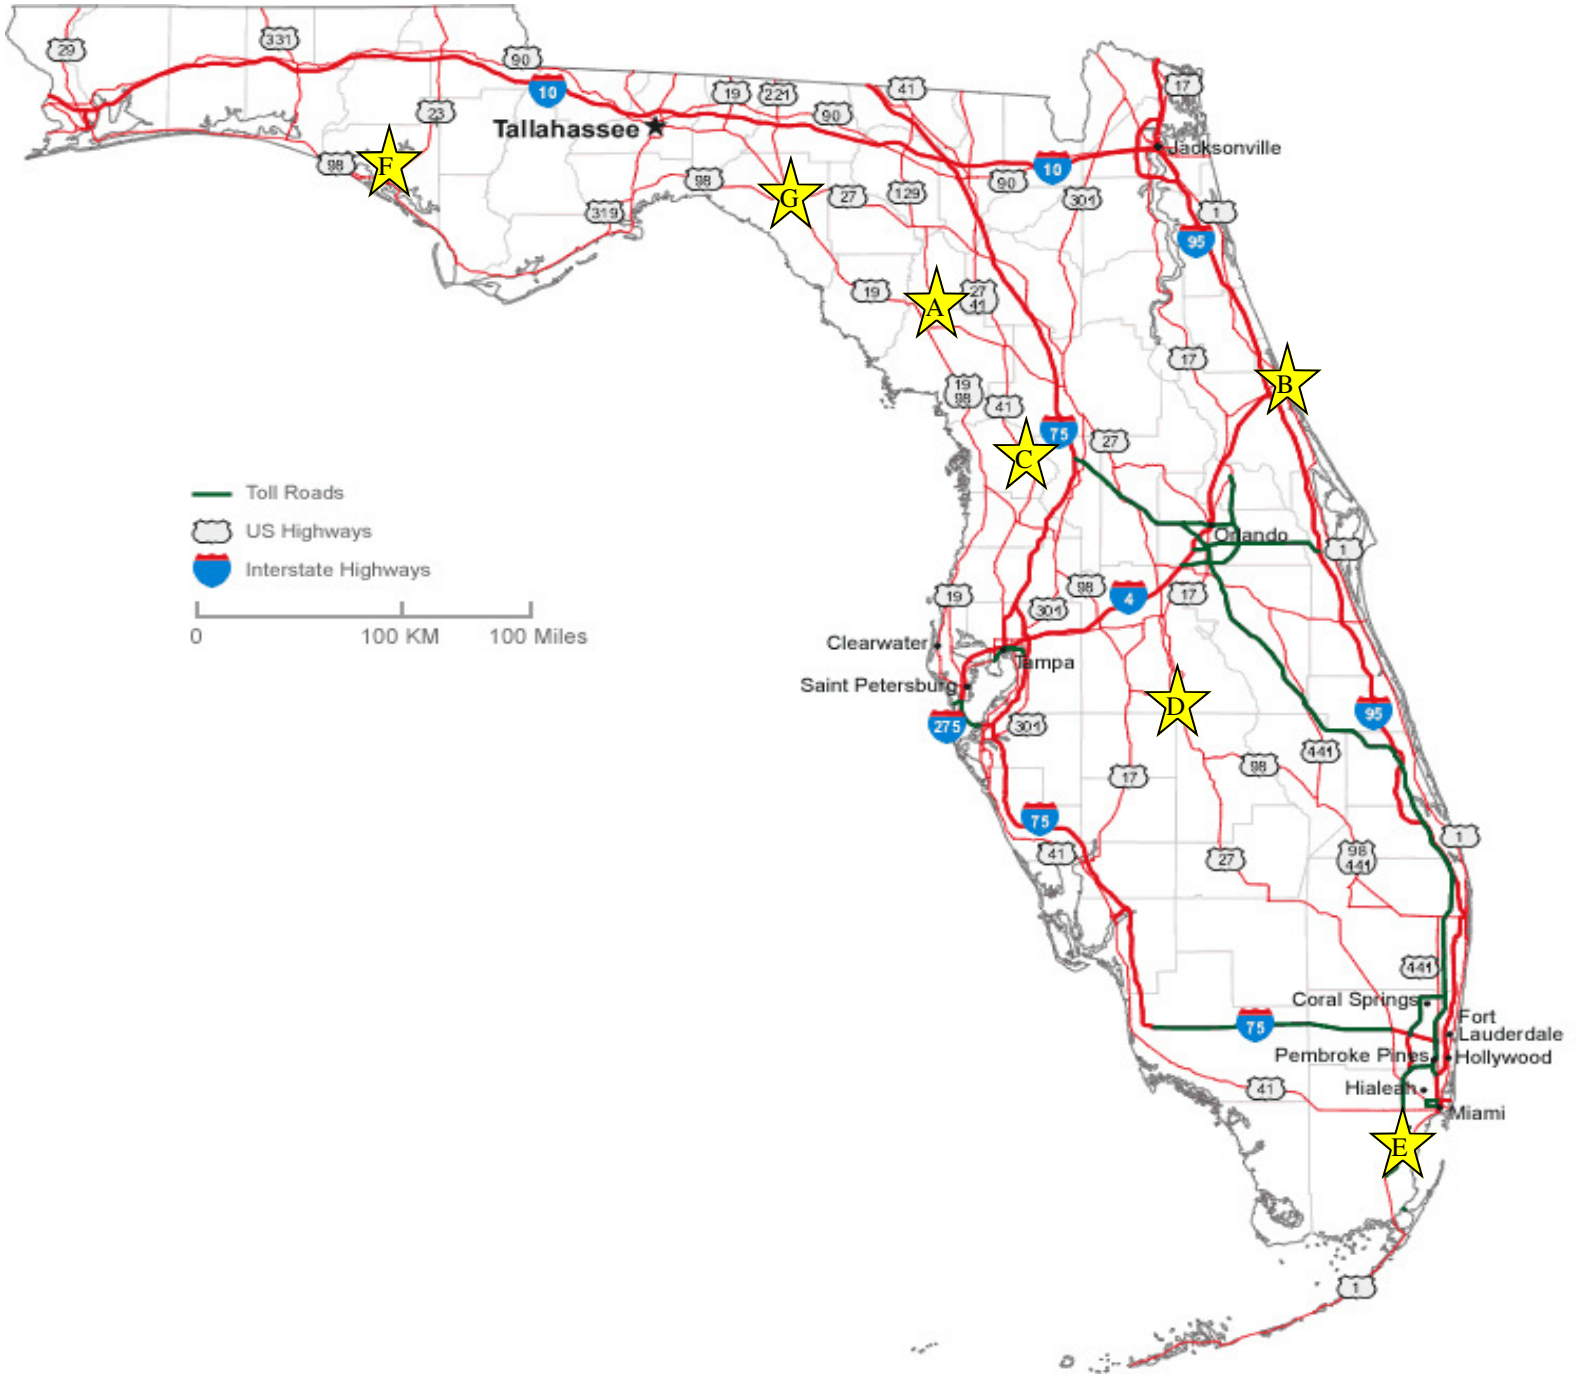 29
331
90
10
23
Tallahassee
19
221
90
41
17
98
F
98
319
G
27
129
10
90
301
Jacksonville
1
95
19
A
27
41
17
B
19
98
41
75
27
C
Toll Roads
US Highways
Interstate Highways
0
100 KM
100 Miles
Orlando
1
19
98
301
4
17
Clearwater
Tampa
Saint Petersburg
275
301
D
95
441
98
17
75
41
27
98
441
1
441
Coral Springs
Fort
Lauderdale
75
Pembroke Pines
Hollywood
Hialeah
41
Miami
E
1